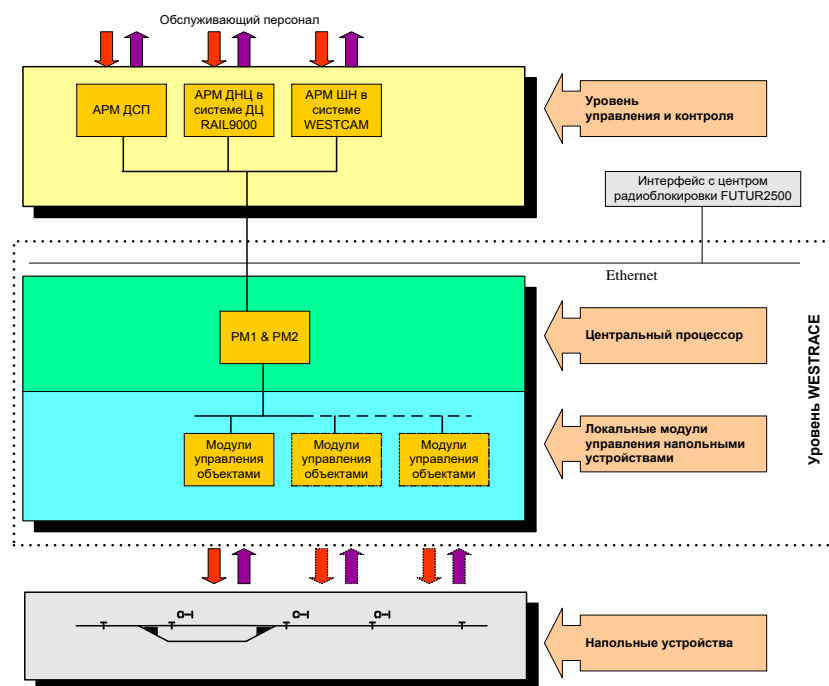 Обслуживающий персонал
АРМ ДСП
АРМ ДНЦ в
системе ДЦ
RAIL9000
АРМ ШН в
системе
WESTCAM
Уровень
управления и контроля
Интерфейс с центром
радиоблокировки FUTUR2500
Ethernet
PM1 & PM2
Центральный процессор
Уровень WESTRACE
Модули
управления
объектами
Модули
управления
объектами
Модули
управления
объектами
Локальные модули
управления напольными
устройствами
Напольные устройства